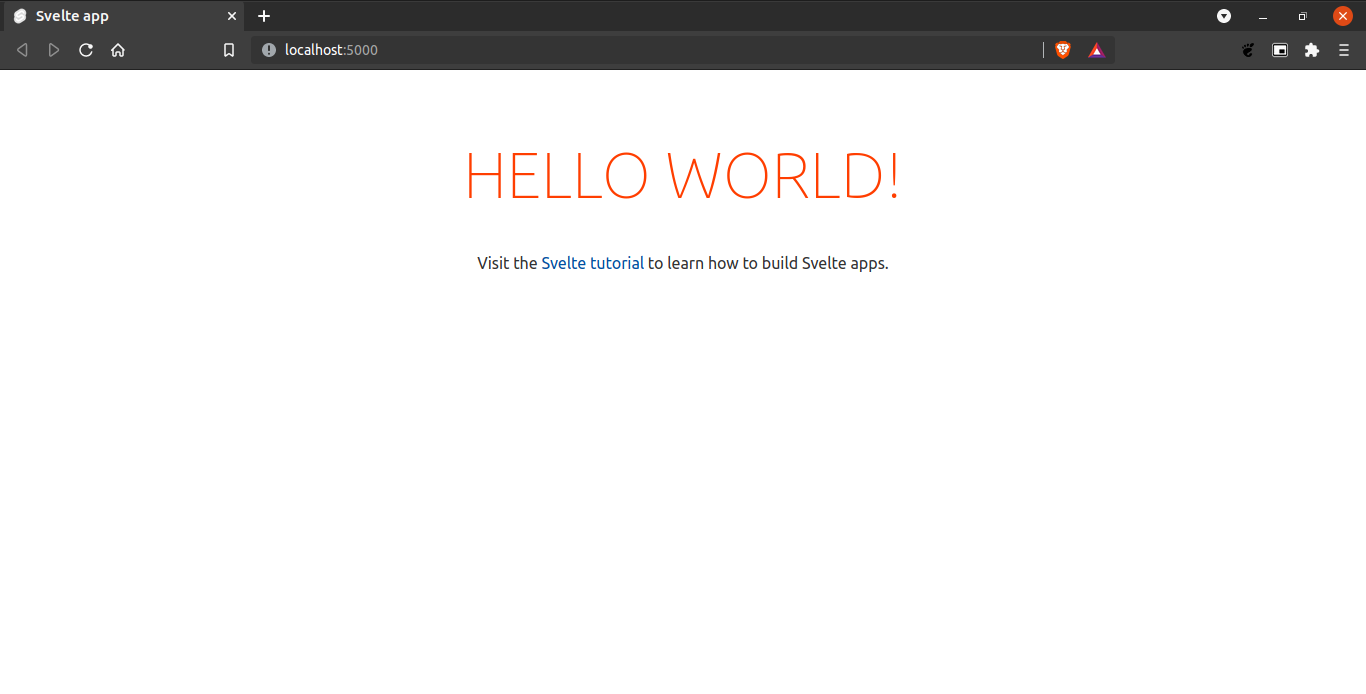 Svelte app
localhost:5000
HELLO WORLD!
Visit the Svelte tutorial to learn how to build Svelte apps.